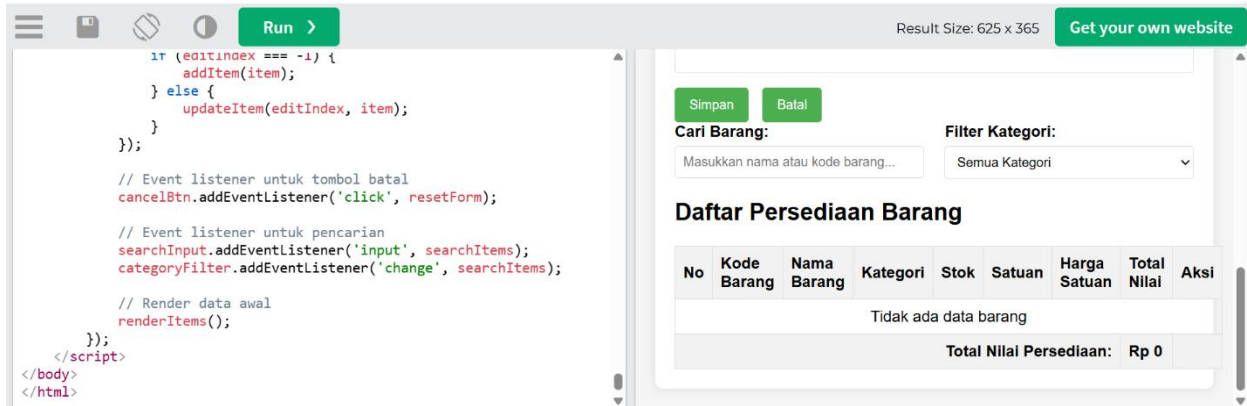 Run ❯
Result Size: 625 x 365
Get your own website
if (editIndex === -1) {
addItem(item);
} else {
updateItem(editIndex, item);
}
});
// Event listener untuk tombol batal
cancelBtn.addEventListener('click', resetForm);
// Event listener untuk pencarian
searchInput.addEventListener('input', searchItems);
categoryFilter.addEventListener('change', searchItems);
// Render data awal
renderItems();
});
</script>
</body>
</html>
Simpan Batal
Cari Barang: Filter Kategori:
Masukkan nama atau kode barang... Semua Kategori
Daftar Persediaan Barang
No Kode Barang Nama Barang Kategori Stok Satuan Harga Satuan Total Nilai Aksi
Tidak ada data barang
Total Nilai Persediaan: Rp 0